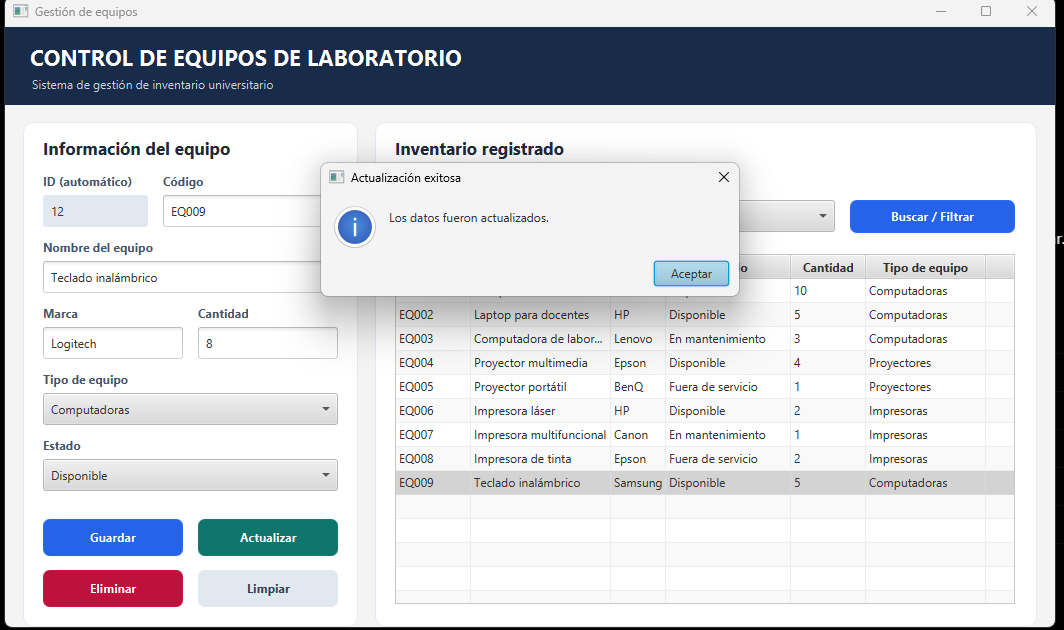 Gestión de equipos
CONTROL DE EQUIPOS DE LABORATORIO
Sistema de gestión de inventario universitario
Información del equipo
ID (automático) Código
12 EQ009
Nombre del equipo
Teclado inalámbrico
Marca Cantidad
Logitech 8
Tipo de equipo
Computadoras
Estado
Disponible
Guardar Actualizar
Eliminar Limpiar
Inventario registrado
Buscar / Filtrar
Actualización exitosa
Los datos fueron actualizados.
Aceptar
Cantidad Tipo de equipo
10 Computadoras
EQ002 Laptop para docentes HP Disponible 5 Computadoras
EQ003 Computadora de labor... Lenovo En mantenimiento 3 Computadoras
EQ004 Proyector multimedia Epson Disponible 4 Proyectores
EQ005 Proyector portátil BenQ Fuera de servicio 1 Proyectores
EQ006 Impresora láser HP Disponible 2 Impresoras
EQ007 Impresora multifuncional Canon En mantenimiento 1 Impresoras
EQ008 Impresora de tinta Epson Fuera de servicio 2 Impresoras
EQ009 Teclado inalámbrico Samsung Disponible 5 Computadoras